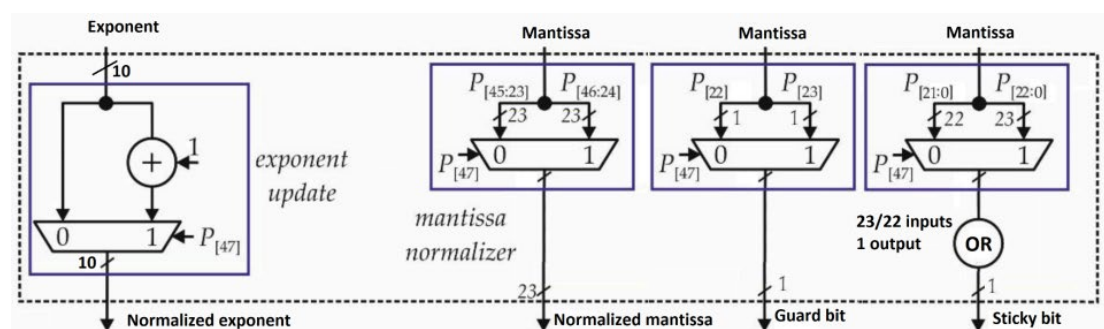 Exponent
Mantissa
Mantissa
Mantissa
10
P[45:23]
P[46:24]
23
23
P[22]
P[23]
1
1
P[21:0]
P[22:0]
22
23
+
1
exponent
update
0
1
P[47]
10
0
1
P[47]
0
1
P[47]
0
1
P[47]
mantissa
normalizer
23/22 inputs
1 output
OR
23
1
1
Normalized exponent
Normalized mantissa
Guard bit
Sticky bit